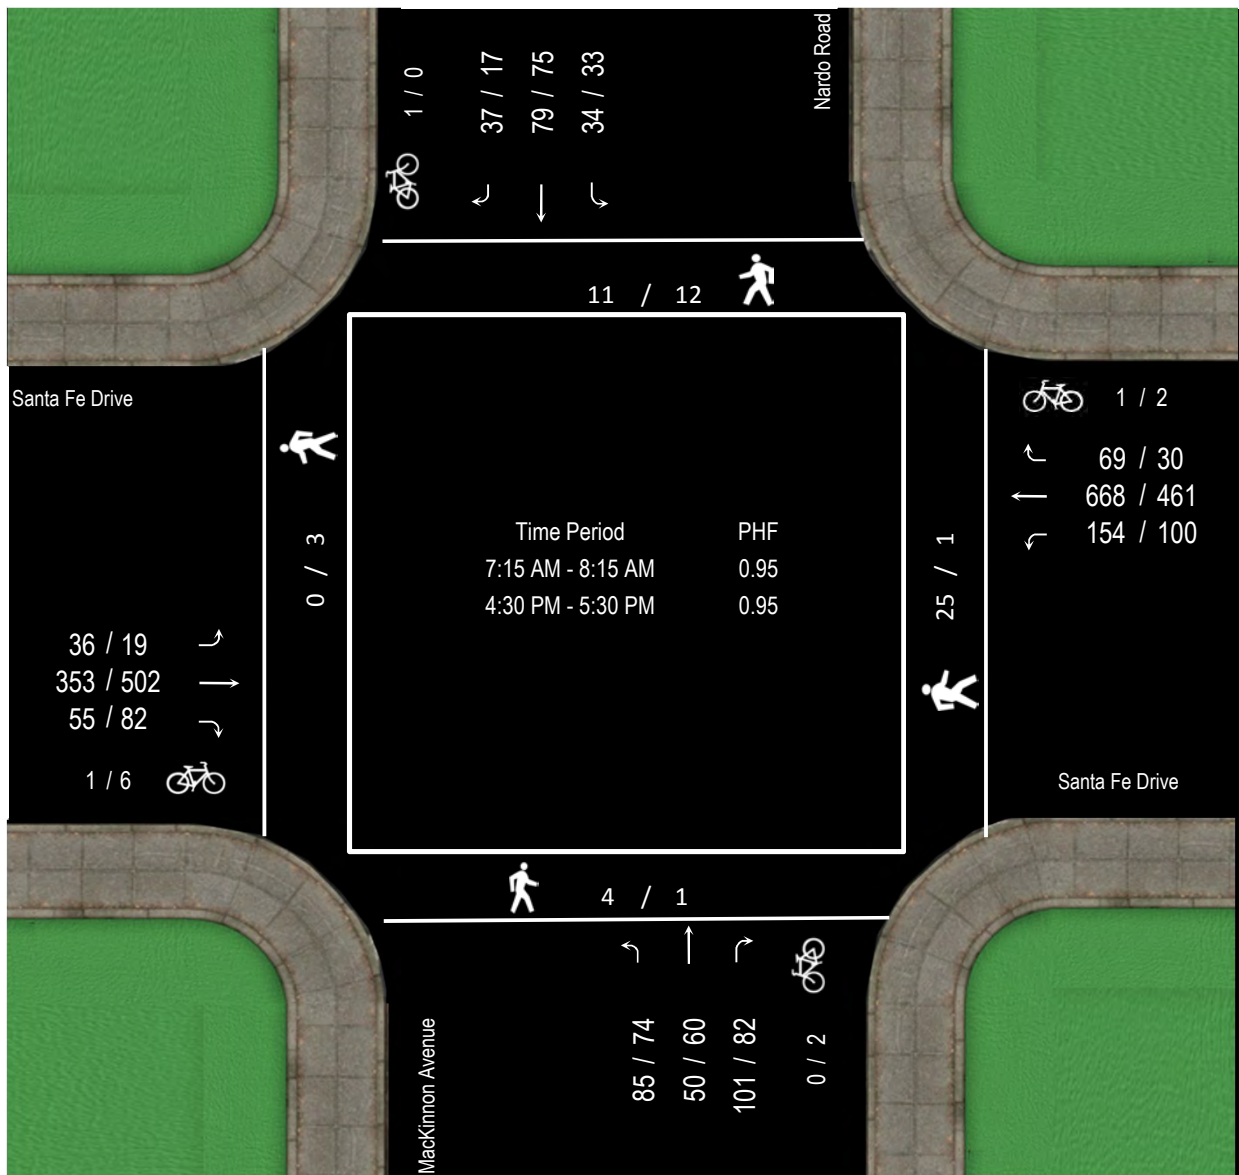 1 / 0
37 / 17
79 / 75
34 / 33
Nardo Road
11 / 12
Santa Fe Drive
1 / 2
69 / 30
668 / 461
154 / 100
0 / 3
Time Period PHF
7:15 AM - 8:15 AM 0.95
4:30 PM - 5:30 PM 0.95
25 / 1
36 / 19
353 / 502
55 / 82
1 / 6
Santa Fe Drive
4 / 1
MacKinnon Avenue
85 / 74
50 / 60
101 / 82
0 / 2